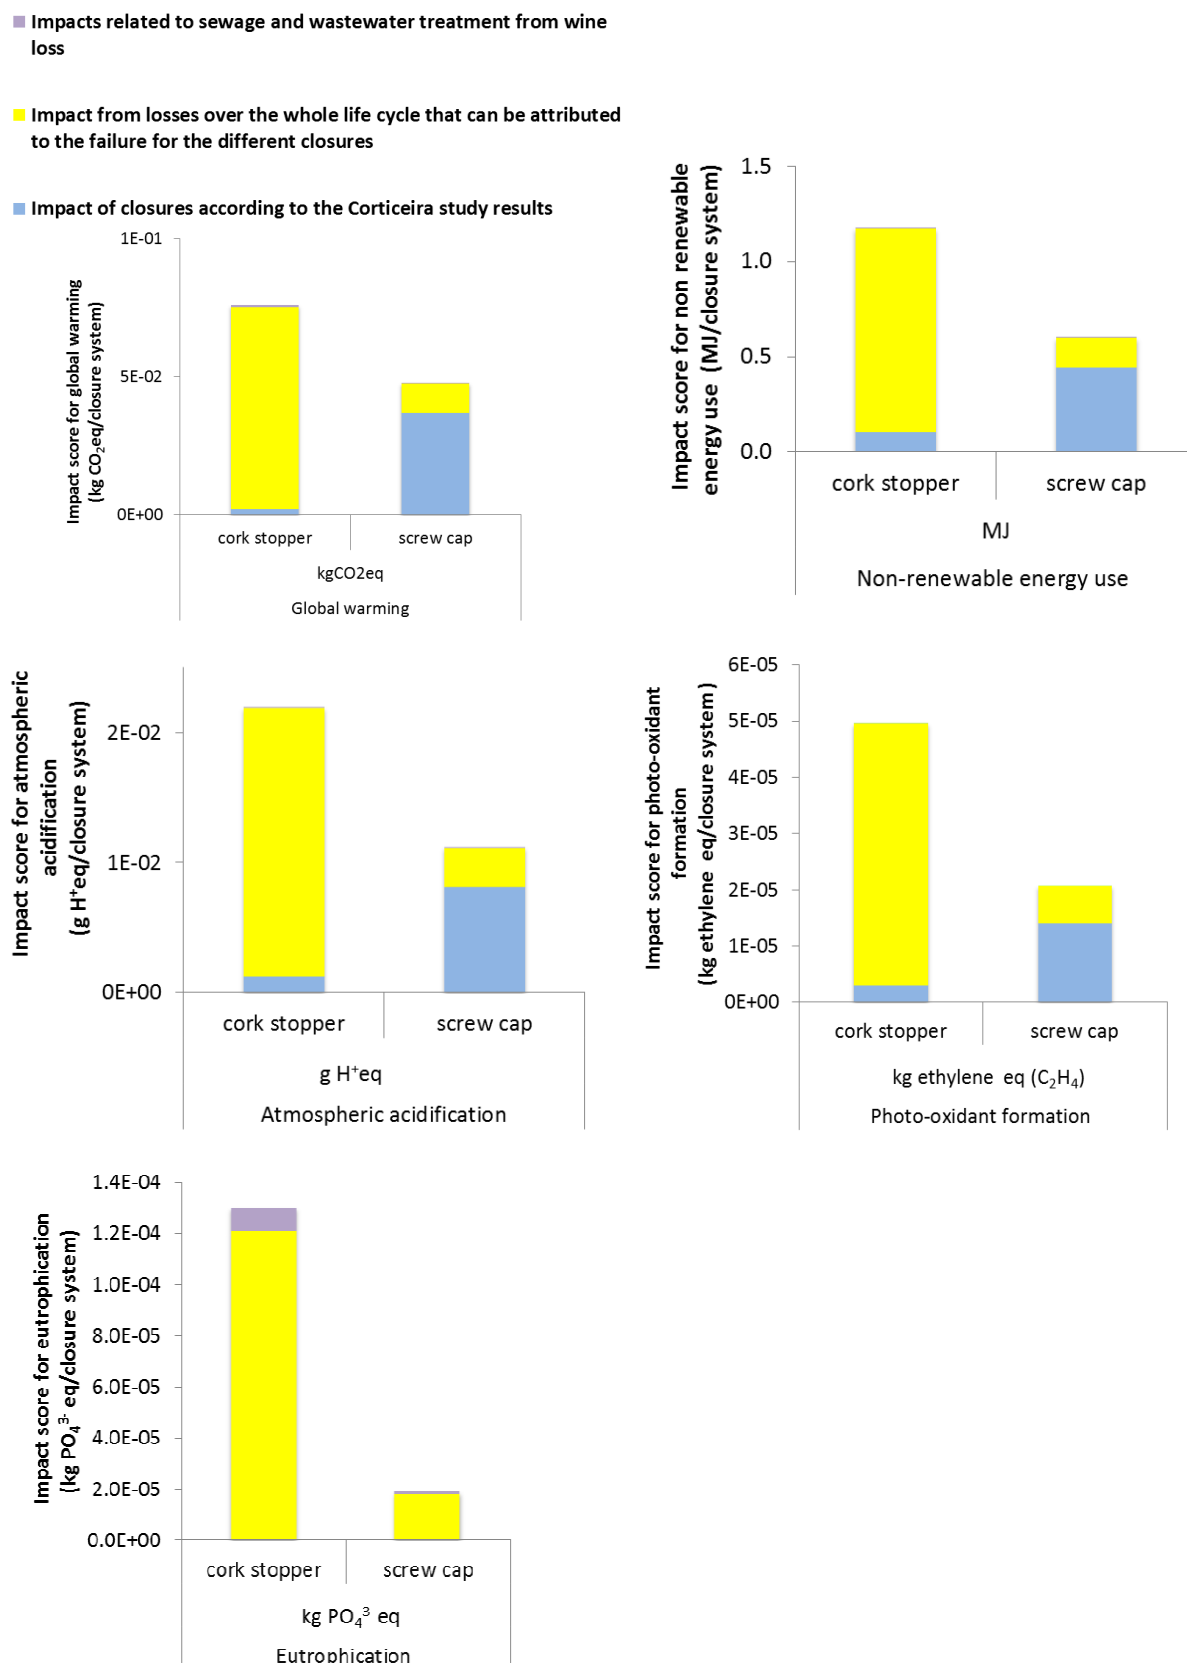 Impacts related to sewage and wastewater treatment from wine
loss
Impact from losses over the whole life cycle that can be attributed
to the failure for the different closures
Impact of closures according to the Corticeira study results
Impact score for global warming
(kg CO₂eq/closure system)
1E-01
5E-02
0E+00
cork stopper
screw cap
kgCO2eq
Global warming
Impact score for non renewable
energy use (MJ/closure system)
1.5
1.0
0.5
0.0
cork stopper
screw cap
MJ
Non-renewable energy use
Impact score for atmospheric
acidification
(g H⁺eq/closure system)
2E-02
1E-02
0E+00
cork stopper
screw cap
g H⁺eq
Atmospheric acidification
Impact score for photo-oxidant
formation
(kg ethylene eq/closure system )
6E-05
5E-05
4E-05
3E-05
2E-05
1E-05
0E+00
cork stopper
screw cap
kg ethylene eq (C₂H₄)
Photo-oxidant formation
Impact score for eutrophication
(kg PO₄³⁻ eq/closure system)
1.4E-04
1.2E-04
1.0E-04
8.0E-05
6.0E-05
4.0E-05
2.0E-05
0.0E+00
cork stopper
screw cap
kg PO₄³ eq
Eutrophication